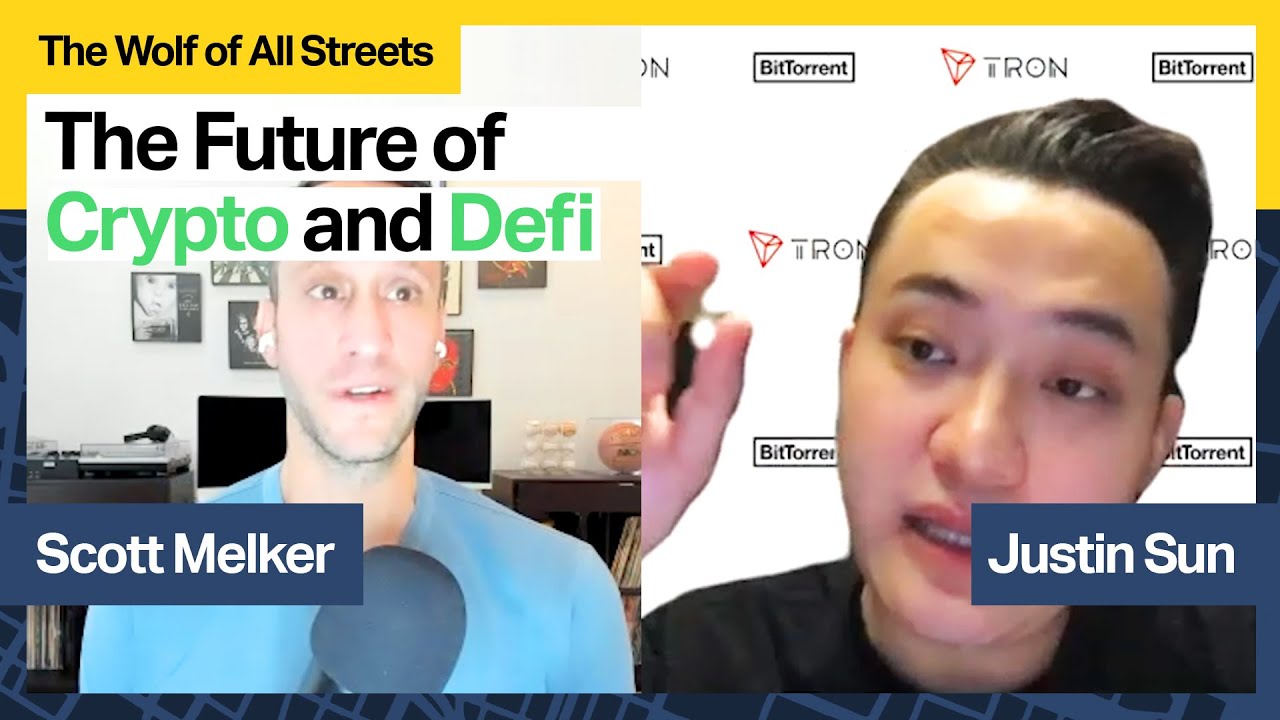 The Wolf of All Streets
The Future of
Crypto and Defi
BitTorrent
TRON
BitTorrent
TRON
TRON
BitTorrent
Scott Melker
Justin Sun